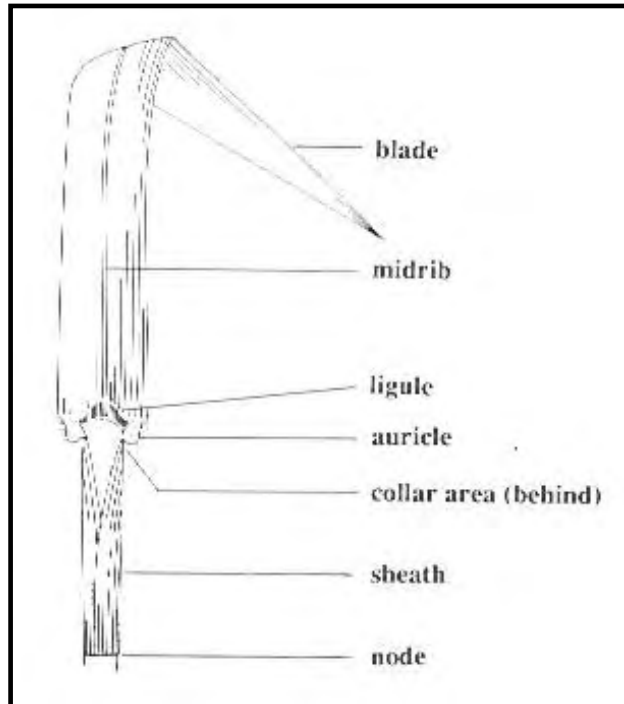 blade
midrib
ligule
auricle
collar area (behind)
sheath
node